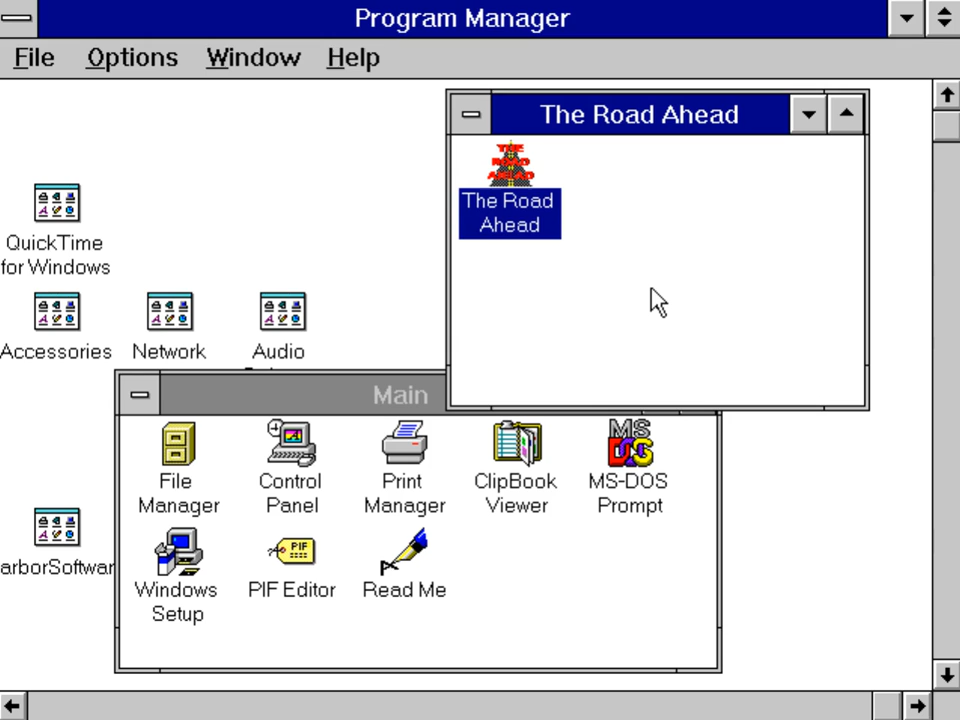 Program Manager
File Options Window Help
The Road Ahead
THE
ROAD
AHEAD
The Road
Ahead
QuickTime
for Windows
Accessories Network Audio
Main
File
Manager
Control
Panel
Print
Manager
ClipBook
Viewer
MS-DOS
Prompt
MS
DOS
Windows
Setup
PIF
PIF Editor
Read Me
arborSoftwar